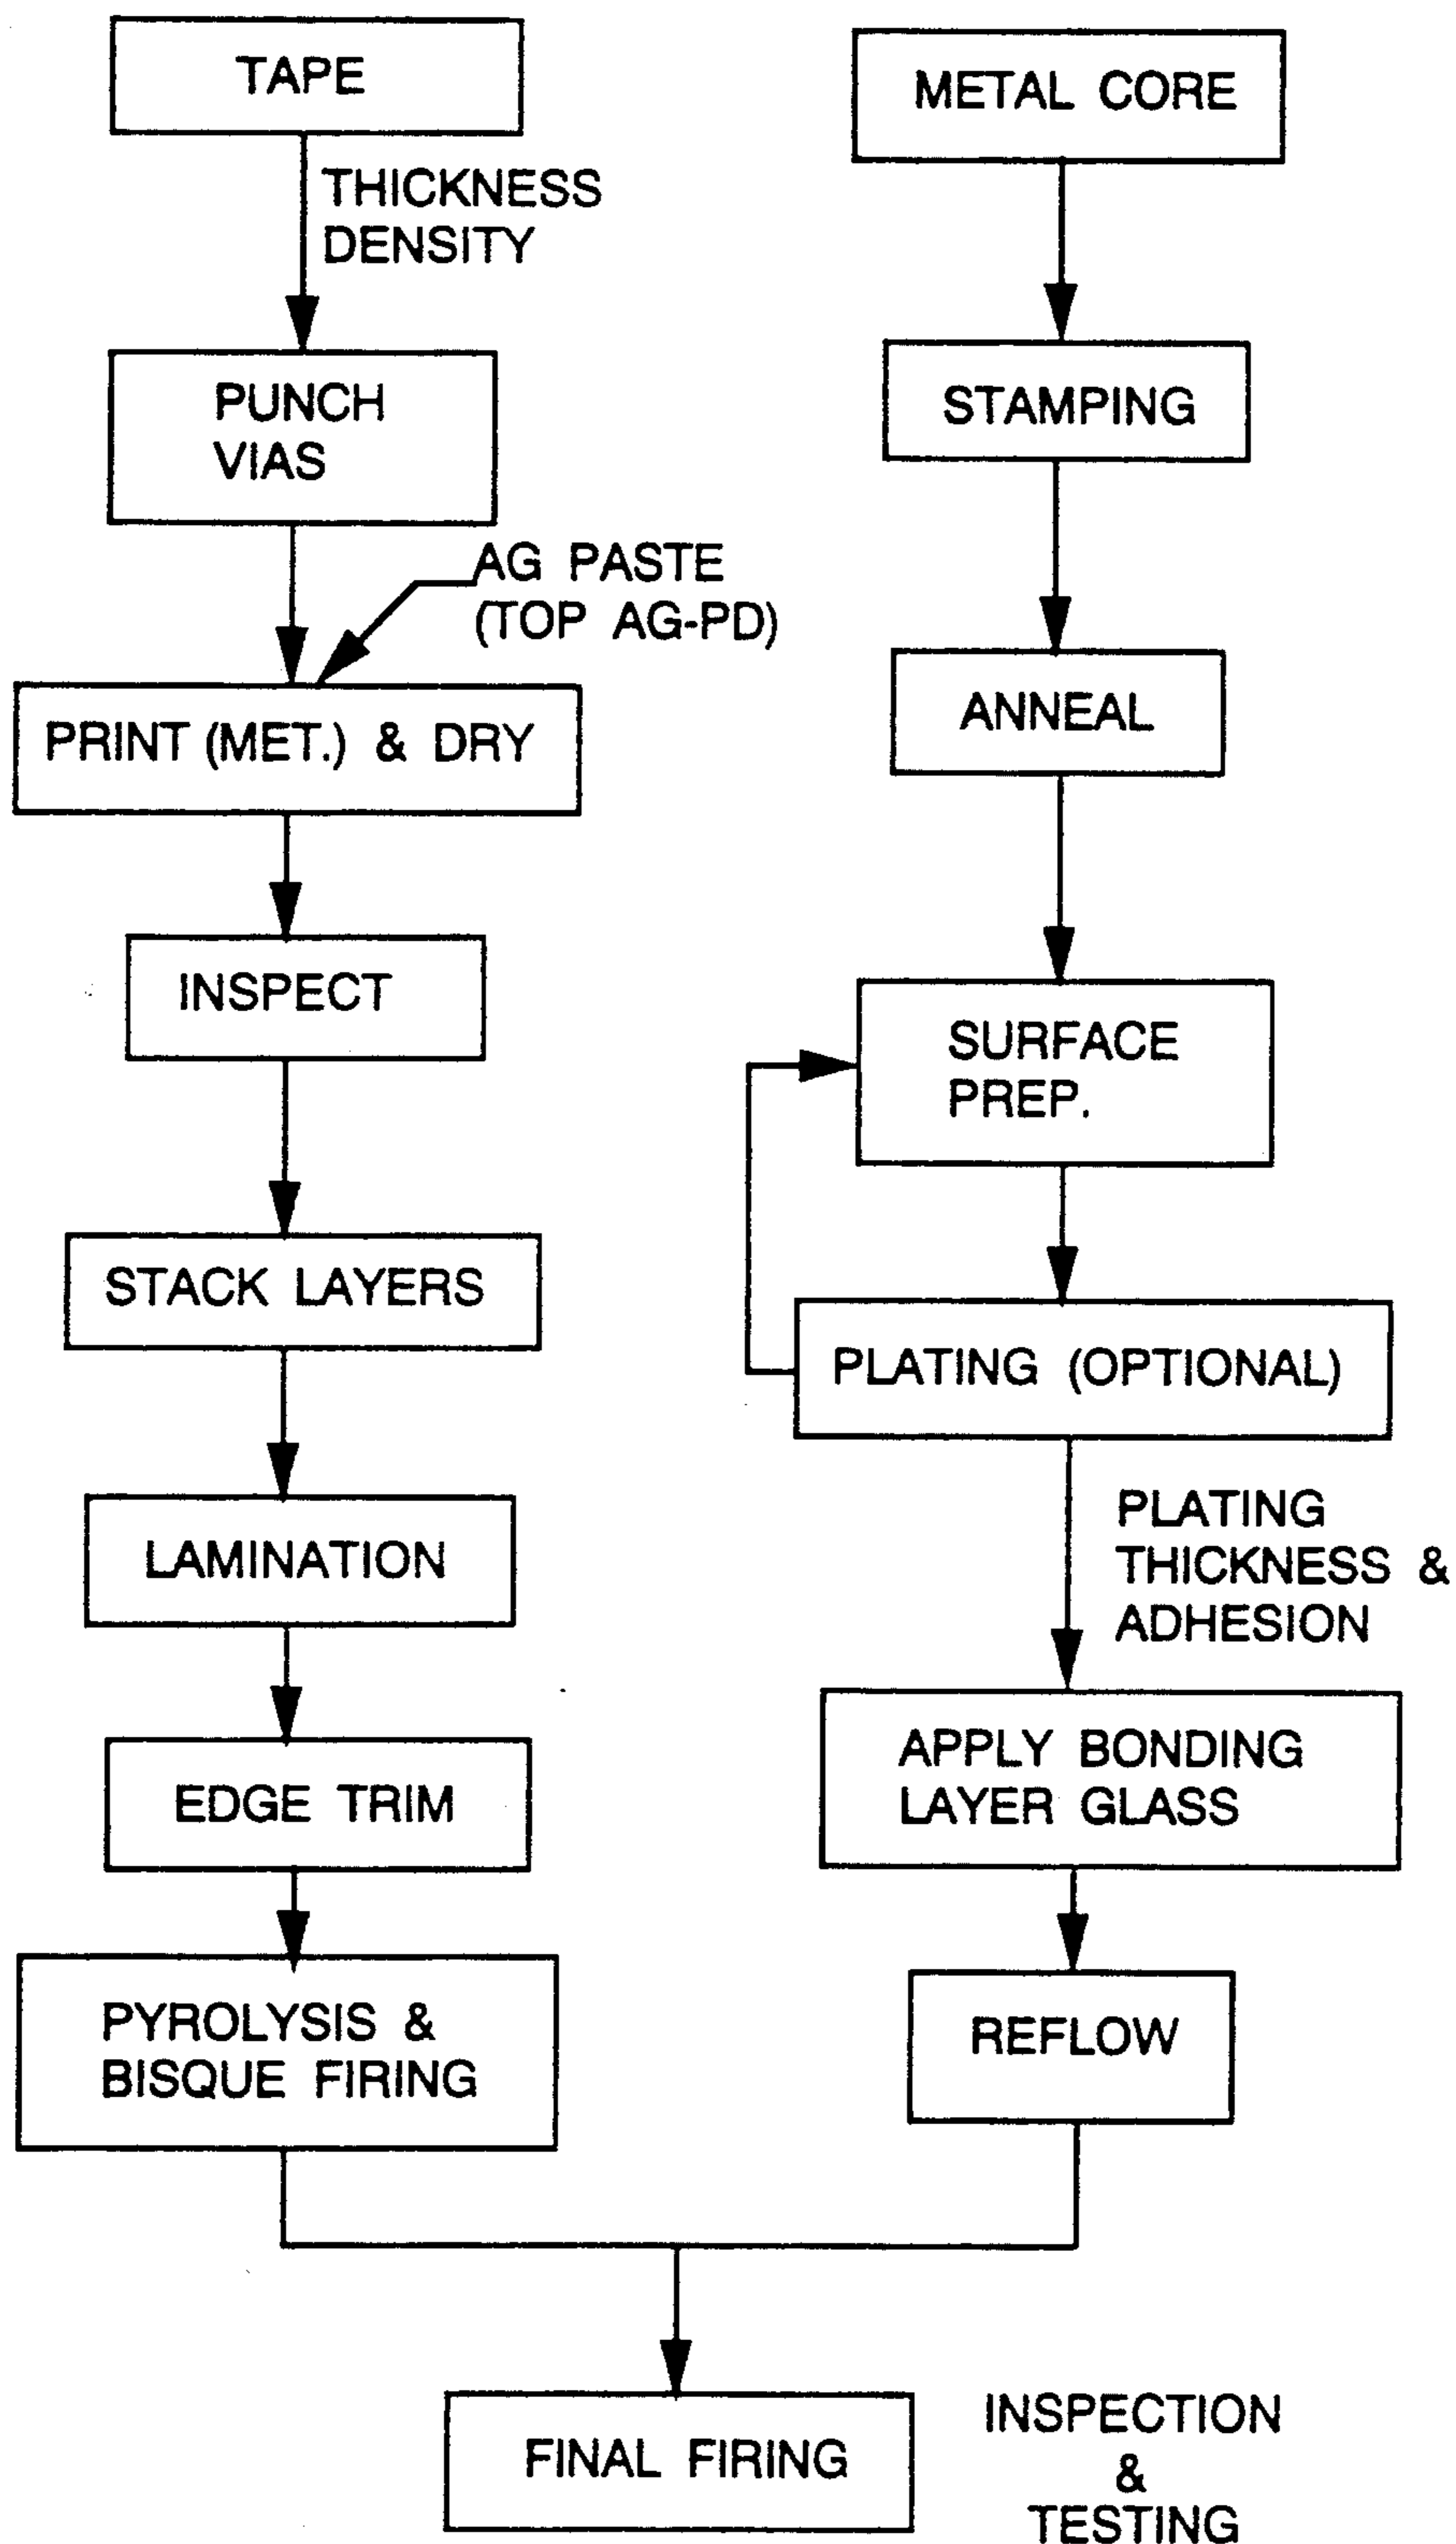 TAPE
THICKNESS
DENSITY
PUNCH
VIAS
AG PASTE
(TOP AG-PD)
PRINT (MET.) & DRY
INSPECT
STACK LAYERS
LAMINATION
EDGE TRIM
PYROLYSIS &
BISQUE FIRING
METAL CORE
STAMPING
ANNEAL
SURFACE
PREP.
PLATING (OPTIONAL)
PLATING
THICKNESS &
ADHESION
APPLY BONDING
LAYER GLASS
REFLOW
FINAL FIRING
INSPECTION
&
TESTING